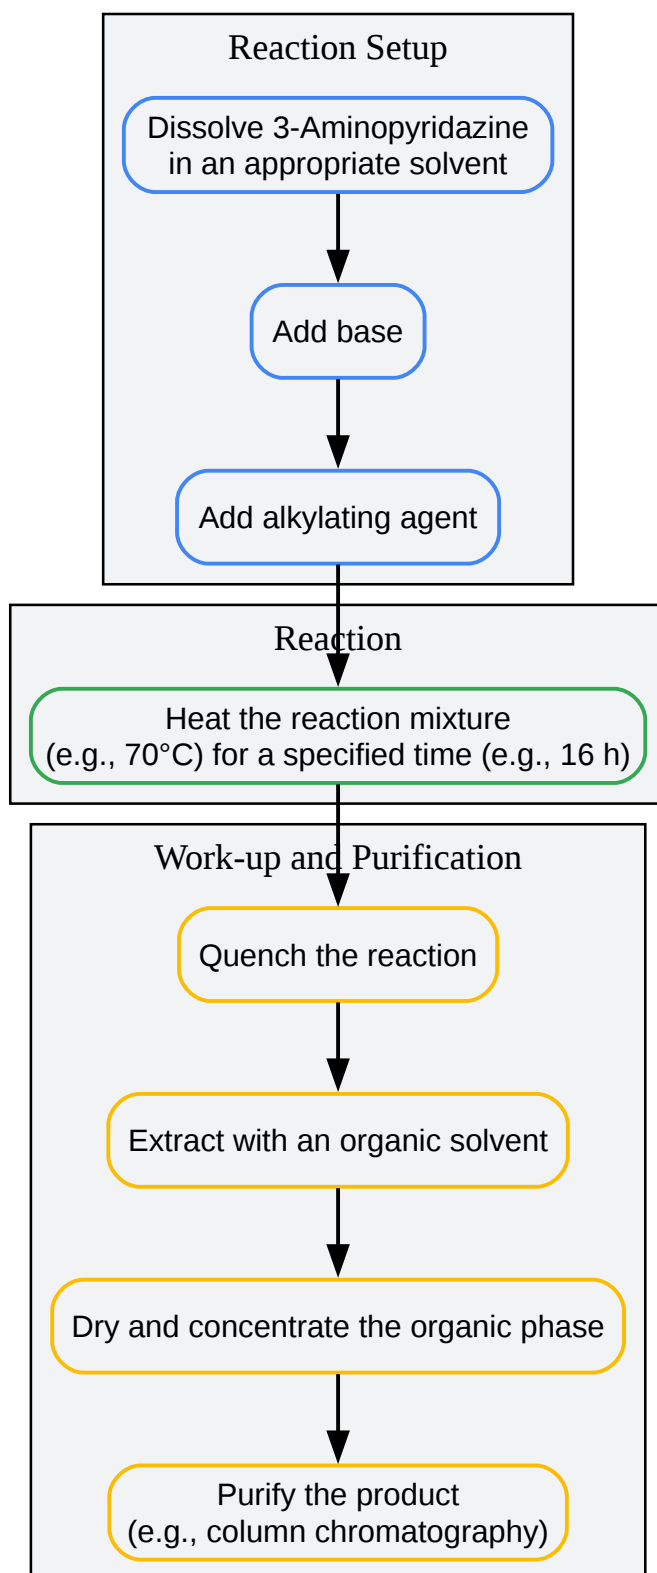 Reaction Setup
Dissolve 3-Aminopyridazine
in an appropriate solvent
Add base
Add alkylating agent
Reaction
Heat the reaction mixture
(e.g., 70°C) for a specified time (e.g., 16 h)
Work-up and Purification
Quench the reaction
Extract with an organic solvent
Dry and concentrate the organic phase
Purify the product
(e.g., column chromatography)